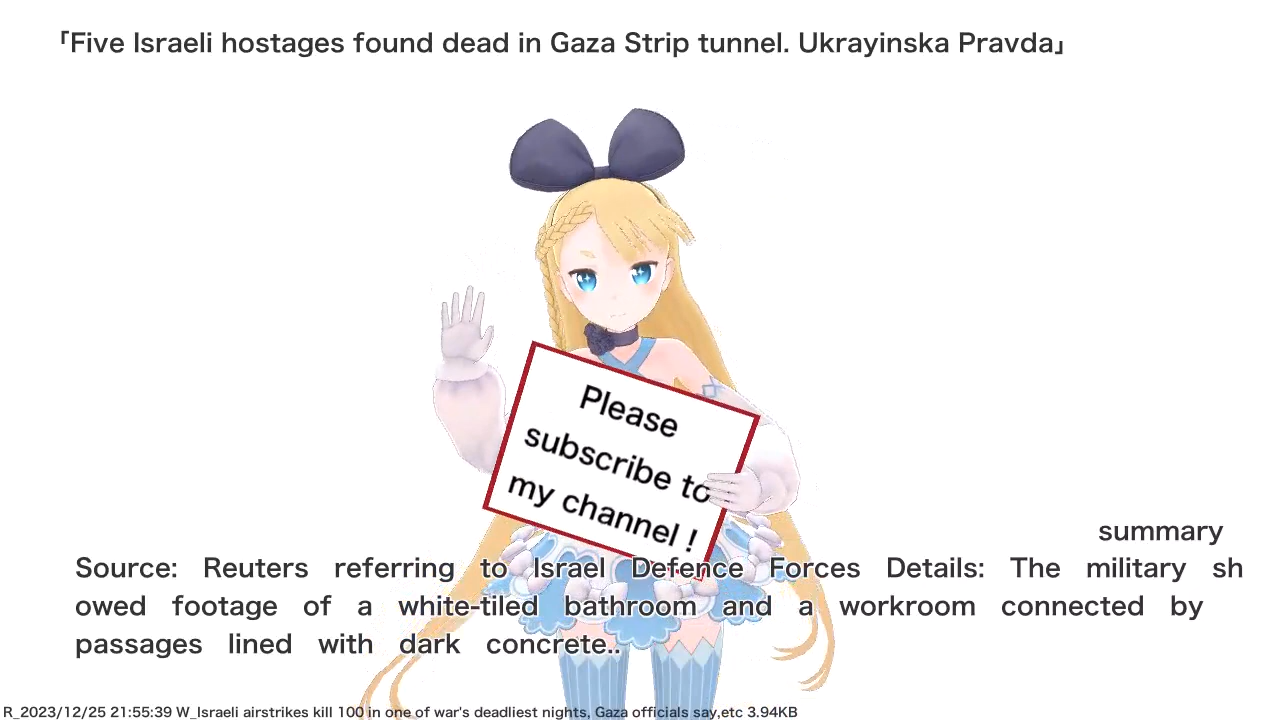 「Five Israeli hostages found dead in Gaza Strip tunnel. Ukrayinska Pravda」
Please
subscribe to
my channel !
summary
Source: Reuters referring to Israel Defence Forces Details: The military sh
owed footage of a white-tiled bathroom and a workroom connected by
passages lined with dark concrete..
R_2023/12/25 21:55:39 W_Israeli airstrikes kill 100 in one of war's deadliest nights, Gaza officials say,etc 3.94KB